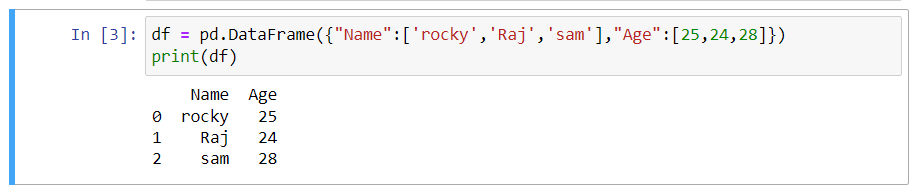 In [3]: df = pd.DataFrame({"Name":['rocky','Raj','sam'],"Age":[25,24,28]})
print(df)
Name Age
0 rocky 25
1 Raj 24
2 sam 28